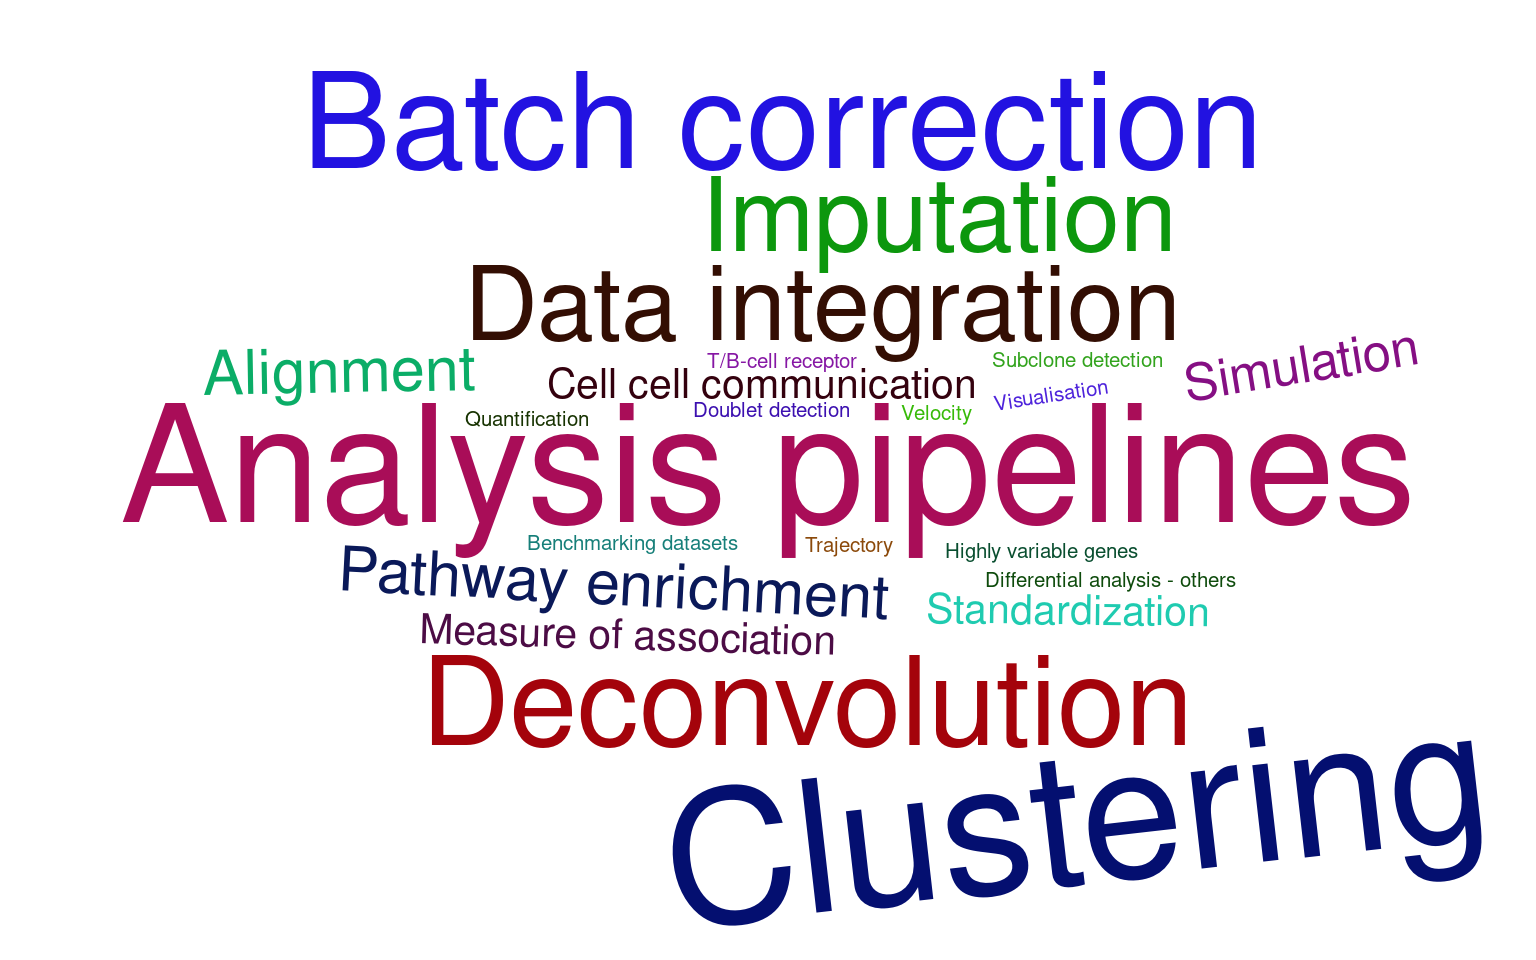 Batch correction
Imputation
Data integration
Alignment
T/B-cell receptor
Subclone detection
Simulation
Cell cell communication
Visualisation
Quantification
Doublet detection
Velocity
Analysis pipelines
Benchmarking datasets
Trajectory
Highly variable genes
Pathway enrichment
Differential analysis - others
Standardization
Measure of association
Deconvolution
Clustering